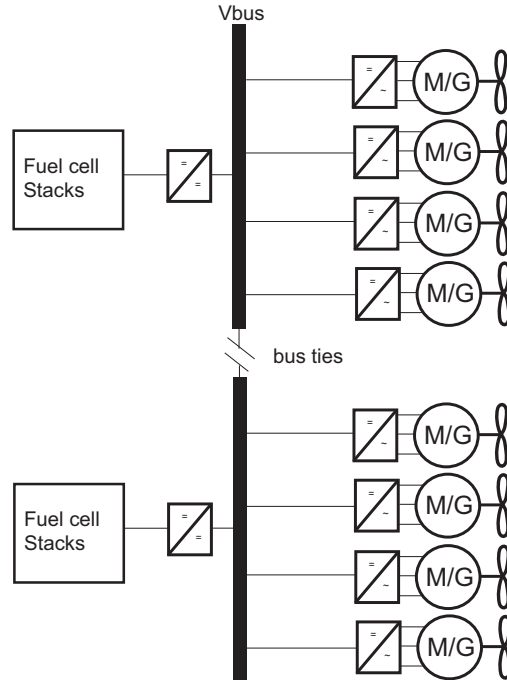 Vbus
=
~
M/G
=
~
M/G
Fuel cell
Stacks
=
=
=
~
M/G
=
~
M/G
bus ties
=
~
M/G
=
~
M/G
Fuel cell
Stacks
=
=
=
~
M/G
=
~
M/G